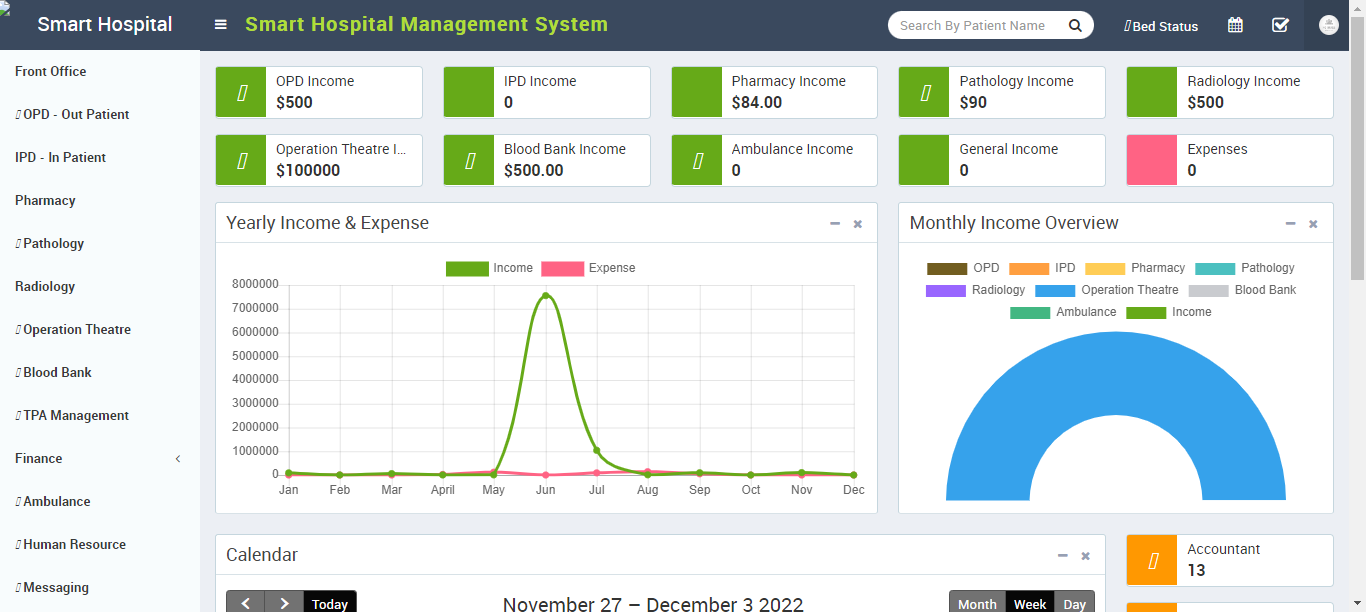 Smart Hospital
Smart Hospital Management System
Search By Patient Name
Bed Status
Front Office
OPD - Out Patient
IPD - In Patient
Pharmacy
Pathology
Radiology
Operation Theatre
Blood Bank
TPA Management
Finance
Ambulance
Human Resource
Messaging
OPD Income
$500
IPD Income
0
Pharmacy Income
$84.00
Pathology Income
$90
Radiology Income
$500
Operation Theatre I...
$100000
Blood Bank Income
$500.00
Ambulance Income
0
General Income
0
Expenses
0
Yearly Income & Expense
Income Expense
8000000
7000000
6000000
5000000
4000000
3000000
2000000
1000000
0
Jan Feb Mar April May Jun Jul Aug Sep Oct Nov Dec
Monthly Income Overview
OPD IPD Pharmacy Pathology
Radiology Operation Theatre Blood Bank
Ambulance Income
Calendar
Today
November 27 – December 3 2022
Month Week Day
Accountant
13